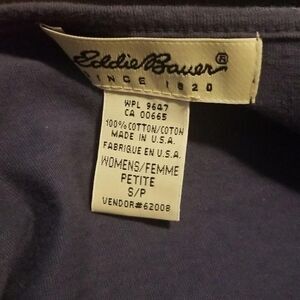 Eddie Bauer®
SINCE 1920
WPL 9647
CA 00665
100% COTTON/COTON
MADE IN U.S.A.
FABRIQUE EN U.S.A.
WOMENS/FEMME
PETITE
S/P
VENDOR#62008